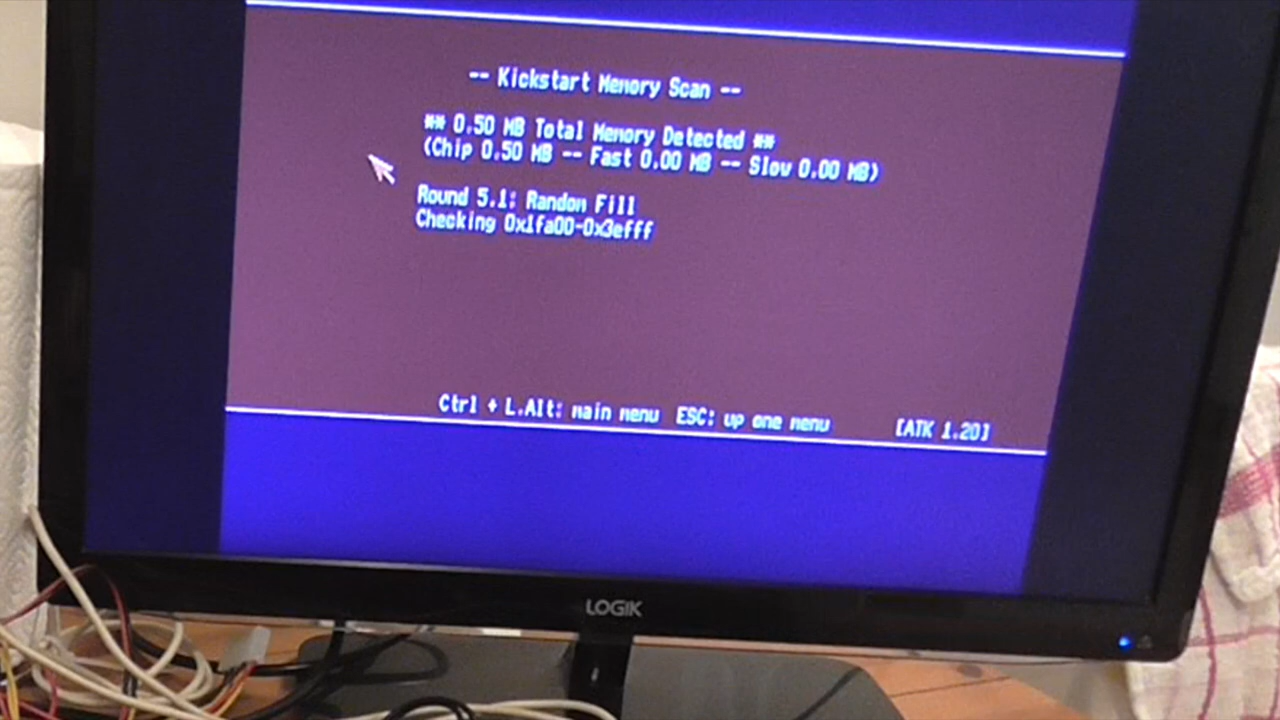 -- Kickstart Memory Scan --
** 0.50 MB Total Memory Detected **
(Chip 0.50 MB -- Fast 0.00 MB -- Slow 0.00 MB)
Round 5.1: Random Fill
Checking 0x1fa00-0x3efff
Ctrl + L.Alt: main menu ESC: up one menu [ATK 1.20]
LOGIK